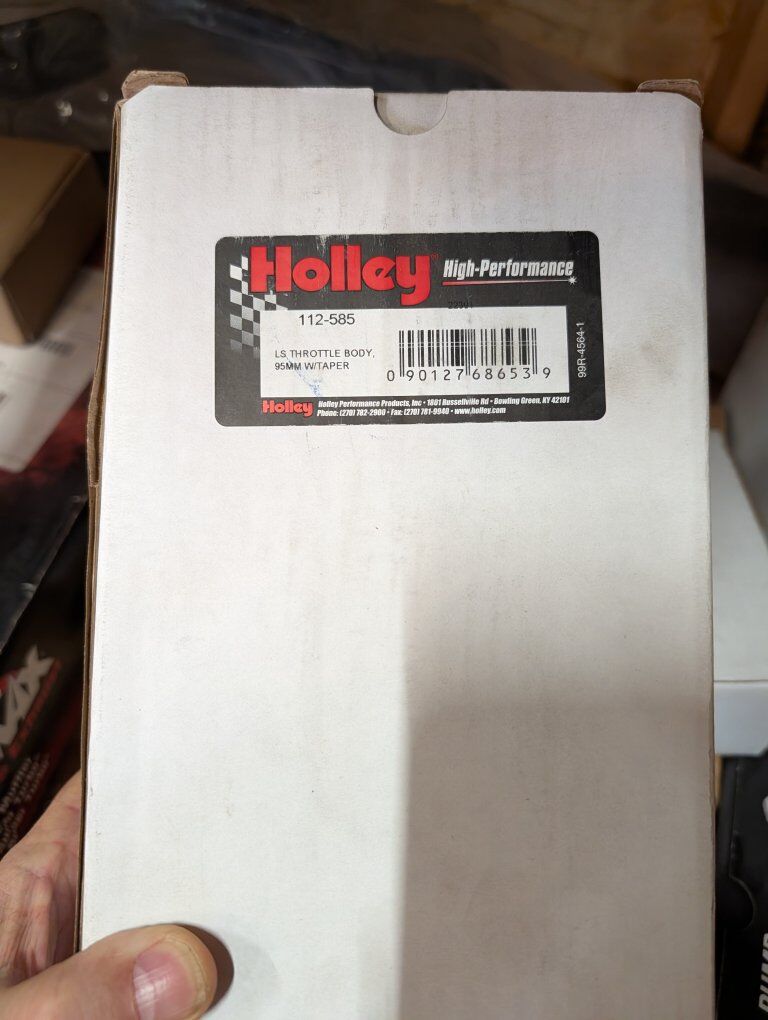 Holley High-Performance
22301
112-585
LS THROTTLE BODY,
95MM W/TAPER
0 90127 68653 9
99R-4564-1
Holley Holley Performance Products, Inc • 1801 Russellville Rd • Bowling Green, KY 42101
Phone: (270) 782-2900 • Fax: (270) 781-9940 • www.holley.com